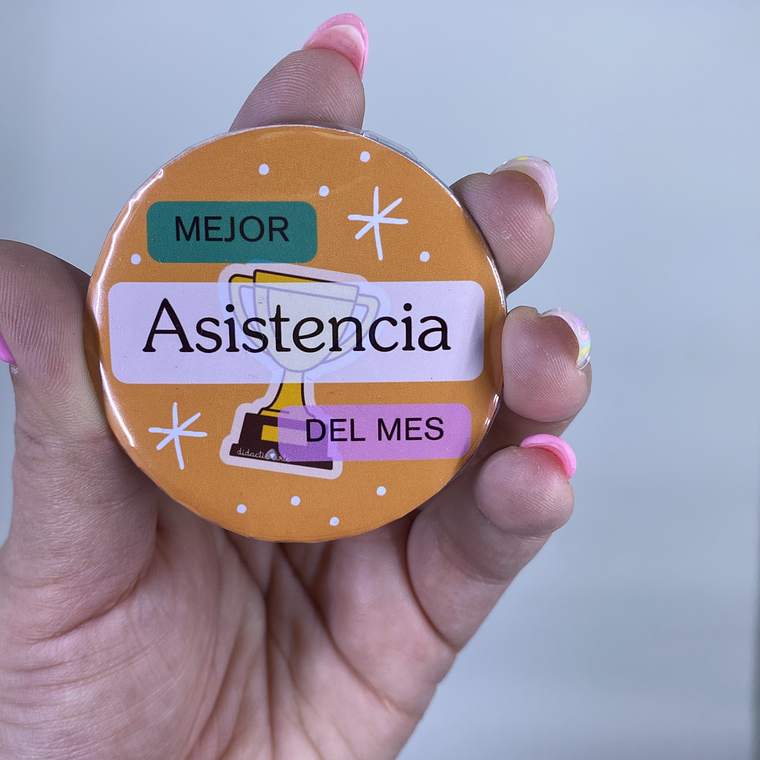 MEJOR
Asistencia
DEL MES